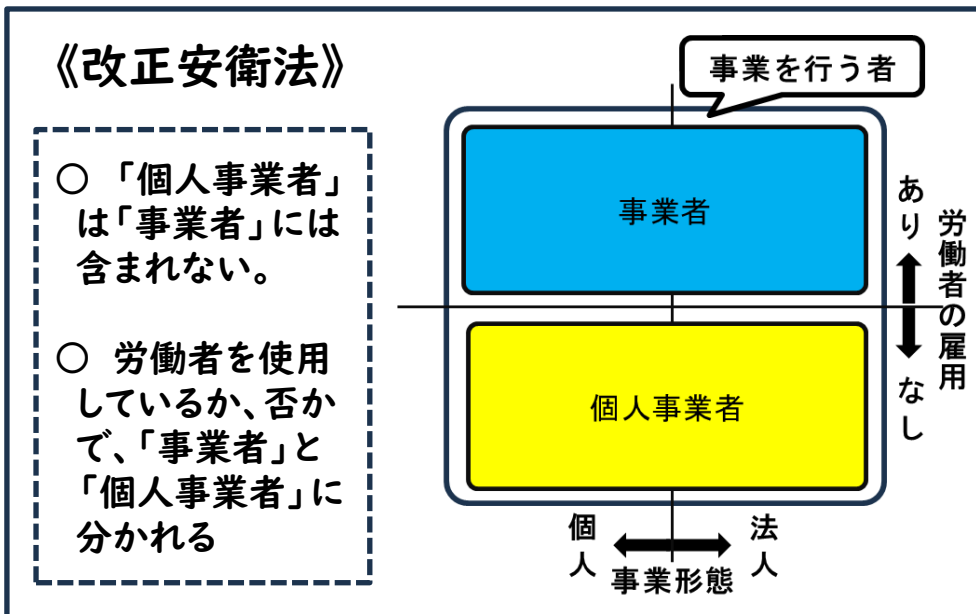 《改正安衛法》
○ 「個人事業者」
は「事業者」には
含まれない。
○ 労働者を使用
しているか、否か
で、「事業者」と
「個人事業者」に
分かれる
事業を行う者
事業者
個人事業者
あり
なし
労働者の雇用
個人
法人
事業形態